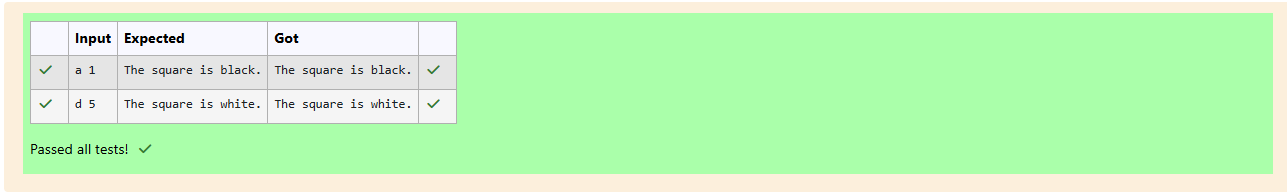 Input Expected Got
a 1 The square is black. The square is black.
d 5 The square is white. The square is white.
Passed all tests!